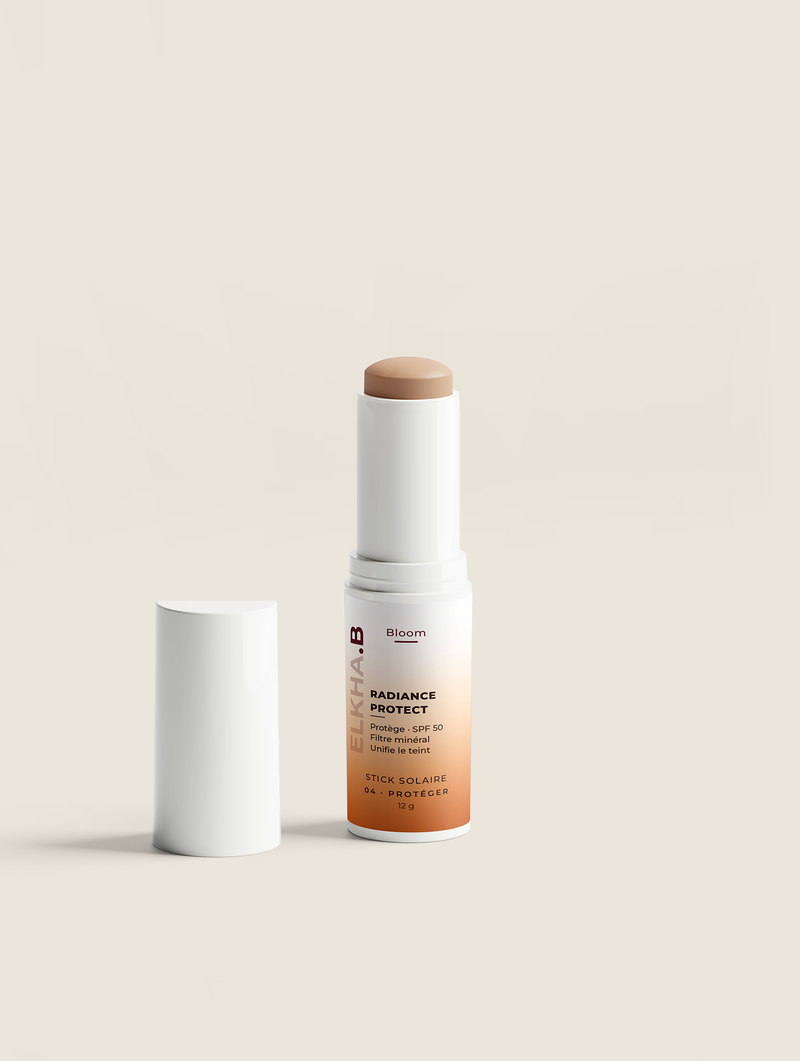 ELKHA.B
Bloom
RADIANCE
PROTECT
Protège · SPF 50
Filtre minéral
Unifie le teint
STICK SOLAIRE
04 · PROTÉGER
12 g